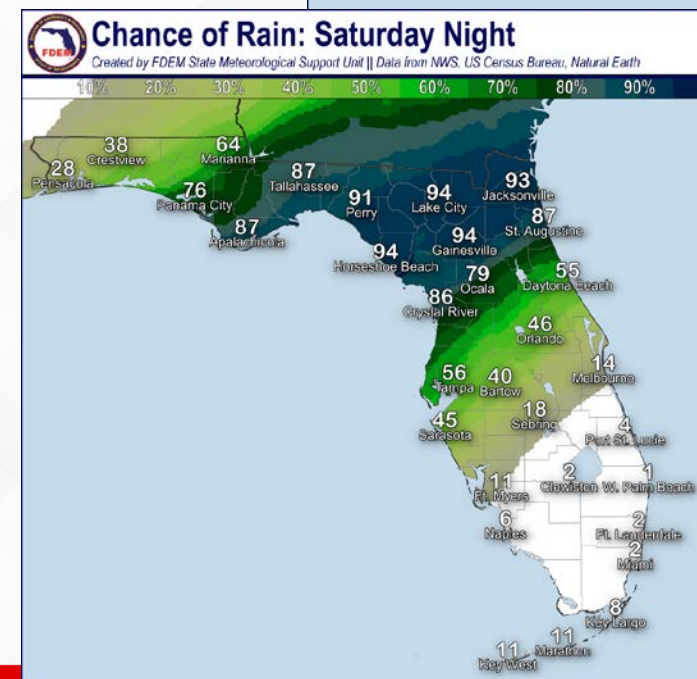 FDEM
Chance of Rain: Saturday Night
Created by FDEM State Meteorological Support Unit || Data from NWS, US Census Bureau, Natural Earth
10% 20% 30% 40% 50% 60% 70% 80% 90%
38
Crestview
64
Marianna
28
Pensacola
76
Panama City
87
Tallahassee
87
Apalachicola
91
Perry
94
Lake City
93
Jacksonville
87
St. Augustine
94
Gainesville
94
Horseshoe Beach
79
Ocala
55
Daytona Beach
86
Crystal River
46
Orlando
14
Melbourne
56
Tampa
40
Bartow
18
Sebring
45
Sarasota
4
Port St. Lucie
11
Ft. Myers
2
Clewiston
1
W. Palm Beach
6
Naples
2
Ft. Lauderdale
2
Miami
8
Key Largo
11
Marathon
11
Key West